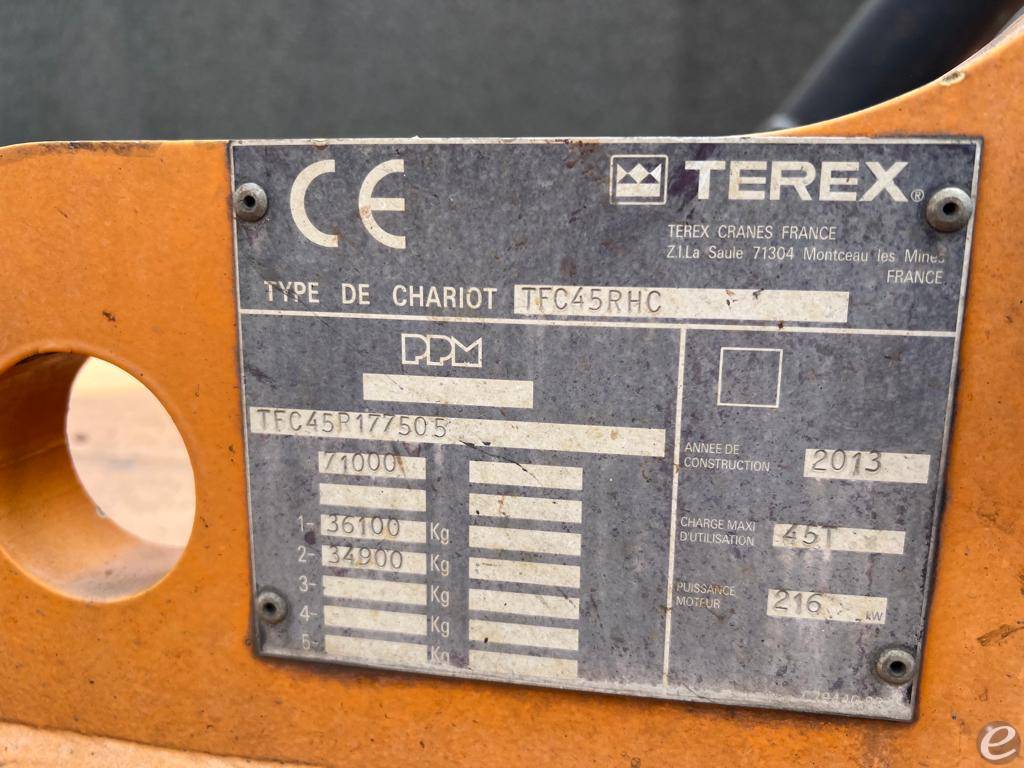 CE
TEREX®
TEREX CRANES FRANCE
Z.I.La Saule 71304 Montceau les Mines
FRANCE
TYPE DE CHARIOT TFC45RHC
PPM
TFC45R177505
71000
1- 36100 Kg
2- 34900 Kg
3- Kg
4- Kg
5- Kg
ANNEE DE
CONSTRUCTION 2013
CHARGE MAXI
D'UTILISATION 45T
PUISSANCE
MOTEUR 216 kW
e